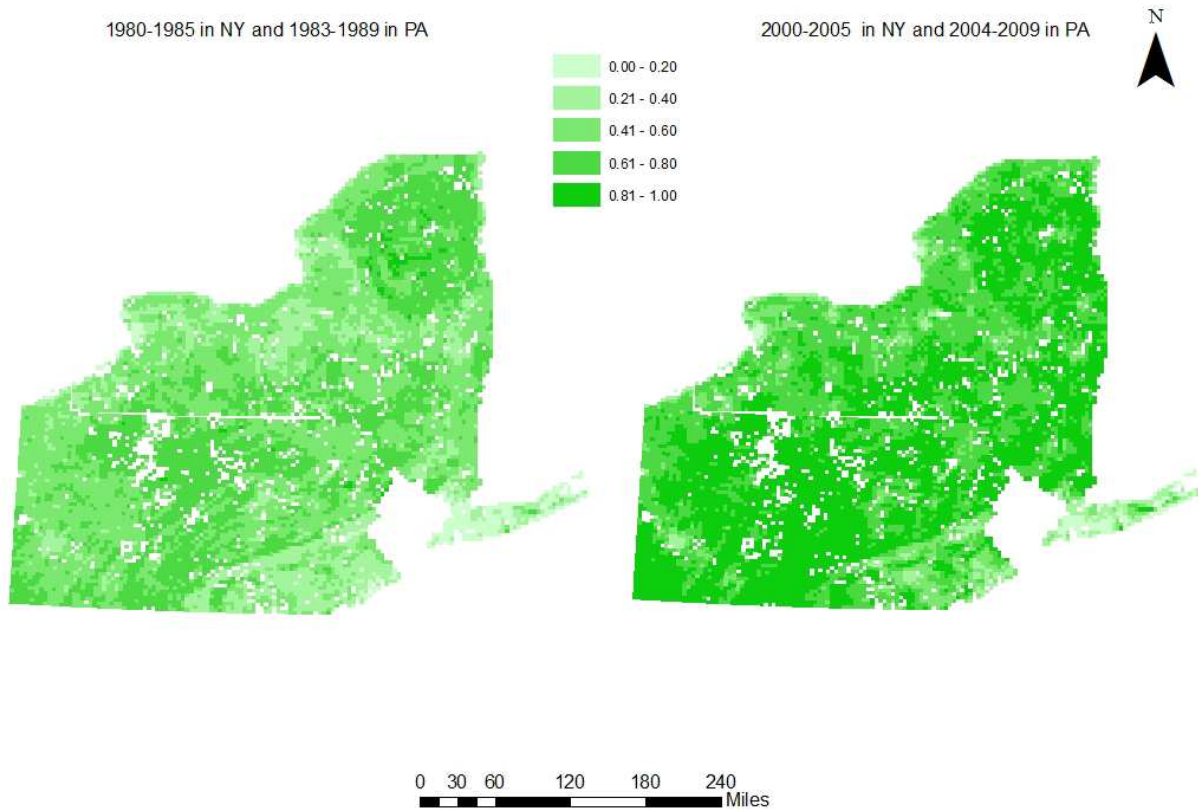 1980-1985 in NY and 1983-1989 in PA
2000-2005 in NY and 2004-2009 in PA
N
0.00 - 0.20
0.21 - 0.40
0.41 - 0.60
0.61 - 0.80
0.81 - 1.00
0 30 60 120 180 240
Miles